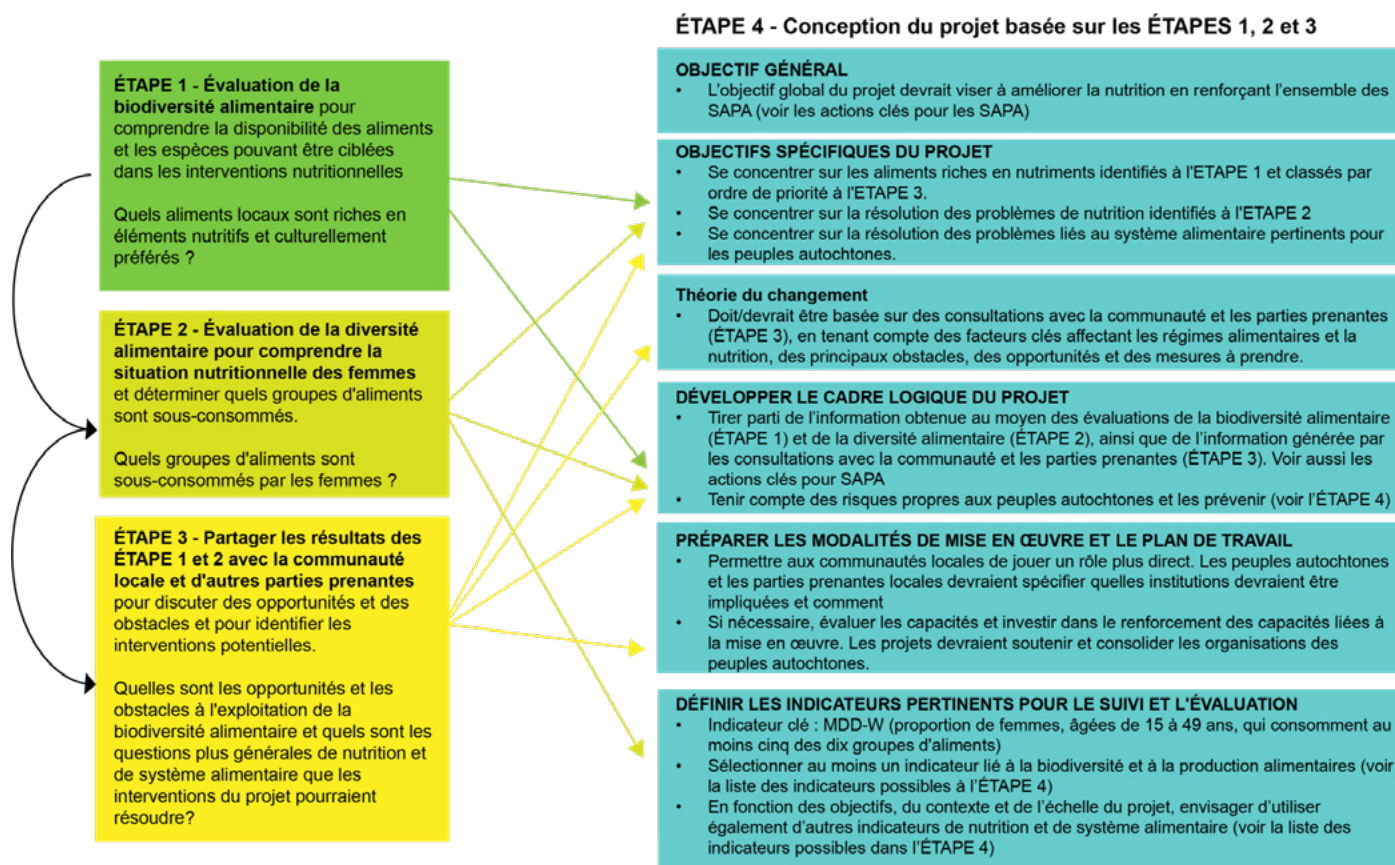 ÉTAPE 1 - Évaluation de la
biodiversité alimentaire pour
comprendre la disponibilité des aliments
et les espèces pouvant être ciblées
dans les interventions nutritionnelles
Quels aliments locaux sont riches en
éléments nutritifs et culturellement
préférés ?
ÉTAPE 2 - Évaluation de la diversité
alimentaire pour comprendre la
situation nutritionnelle des femmes
et déterminer quels groupes d'aliments
sont sous-consommés.
Quels groupes d'aliments sont
sous-consommés par les femmes ?
ÉTAPE 3 - Partager les résultats des
ÉTAPE 1 et 2 avec la communauté
locale et d'autres parties prenantes
pour discuter des opportunités et des
obstacles et pour identifier les
interventions potentielles.
Quelles sont les opportunités et les
obstacles à l'exploitation de la
biodiversité alimentaire et quels sont les
questions plus générales de nutrition et
de système alimentaire que les
interventions du projet pourraient
résoudre?
ÉTAPE 4 - Conception du projet basée sur les ÉTAPES 1, 2 et 3
OBJECTIF GÉNÉRAL
• L'objectif global du projet devrait viser à améliorer la nutrition en renforçant l'ensemble des
SAPA (voir les actions clés pour les SAPA)
OBJECTIFS SPÉCIFIQUES DU PROJET
• Se concentrer sur les aliments riches en nutriments identifiés à l'ETAPE 1 et classés par
ordre de priorité à l'ETAPE 3.
• Se concentrer sur la résolution des problèmes de nutrition identifiés à l'ETAPE 2
• Se concentrer sur la résolution des problèmes liés au système alimentaire pertinents pour
les peuples autochtones.
Théorie du changement
• Doit/devrait être basée sur des consultations avec la communauté et les parties prenantes
(ÉTAPE 3), en tenant compte des facteurs clés affectant les régimes alimentaires et la
nutrition, des principaux obstacles, des opportunités et des mesures à prendre.
DÉVELOPPER LE CADRE LOGIQUE DU PROJET
• Tirer parti de l'information obtenue au moyen des évaluations de la biodiversité alimentaire
(ÉTAPE 1) et de la diversité alimentaire (ÉTAPE 2), ainsi que de l'information générée par
les consultations avec la communauté et les parties prenantes (ÉTAPE 3). Voir aussi les
actions clés pour SAPA
• Tenir compte des risques propres aux peuples autochtones et les prévenir (voir l'ÉTAPE 4)
PRÉPARER LES MODALITÉS DE MISE EN ŒUVRE ET LE PLAN DE TRAVAIL
• Permettre aux communautés locales de jouer un rôle plus direct. Les peuples autochtones
et les parties prenantes locales devraient spécifier quelles institutions devraient être
impliquées et comment
• Si nécessaire, évaluer les capacités et investir dans le renforcement des capacités liées à
la mise en œuvre. Les projets devraient soutenir et consolider les organisations des
peuples autochtones.
DÉFINIR LES INDICATEURS PERTINENTS POUR LE SUIVI ET L'ÉVALUATION
• Indicateur clé : MDD-W (proportion de femmes, âgées de 15 à 49 ans, qui consomment au
moins cinq des dix groupes d'aliments)
• Sélectionner au moins un indicateur lié à la biodiversité et à la production alimentaires (voir
la liste des indicateurs possibles à l'ÉTAPE 4)
• En fonction des objectifs, du contexte et de l'échelle du projet, envisager d'utiliser
également d'autres indicateurs de nutrition et de système alimentaire (voir la liste des
indicateurs possibles dans l'ÉTAPE 4)